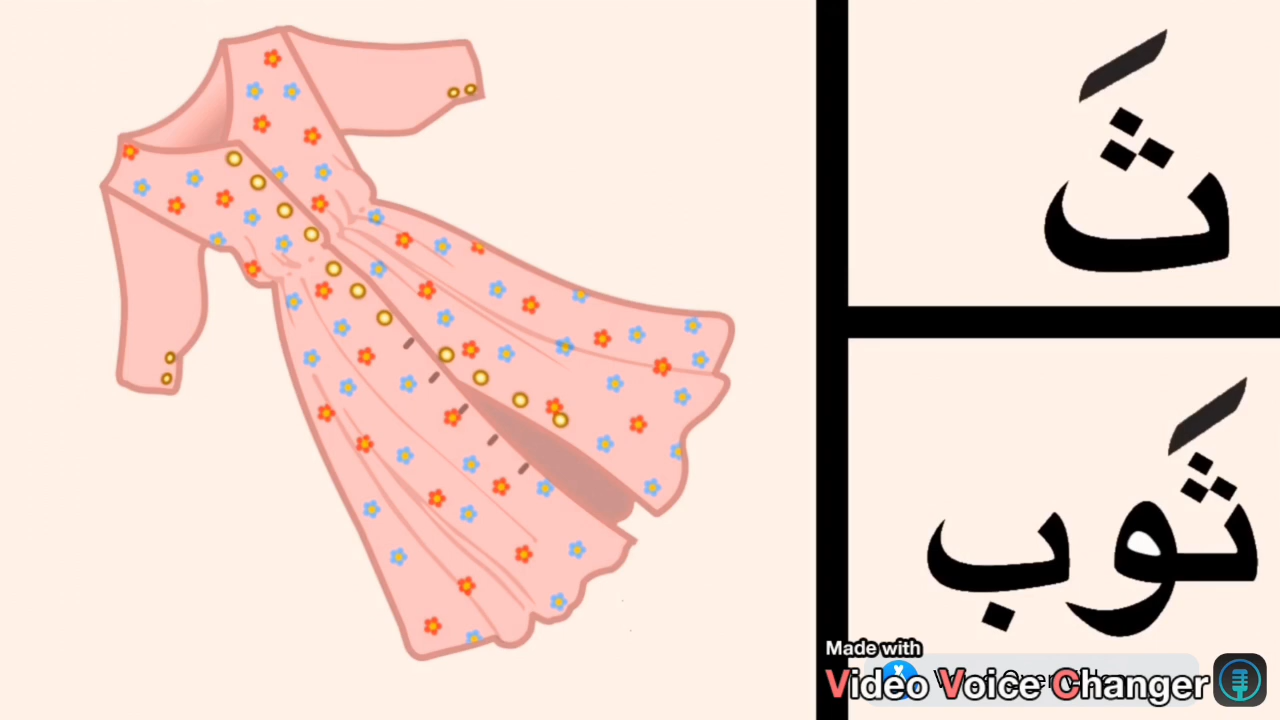 ثَ
ثَوب
Made with
Video Voice Changer